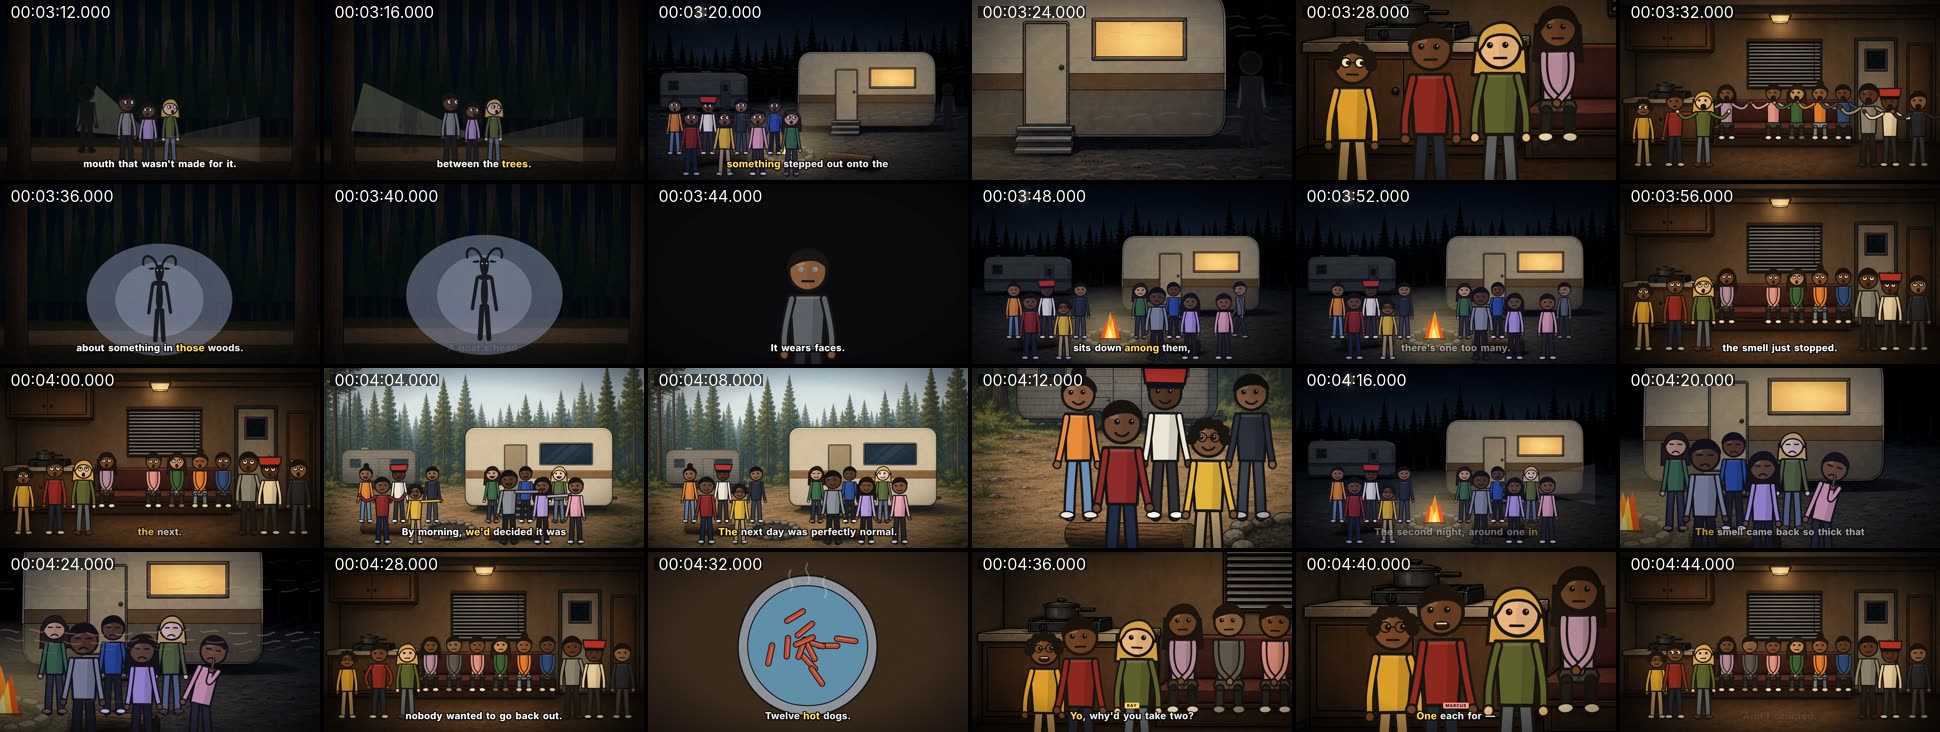 00:03:12.000
mouth that wasn't made for it.
00:03:16.000
between the trees.
00:03:20.000
something stepped out onto the
00:03:24.000
00:03:28.000
00:03:32.000
00:03:36.000
about something in those woods.
00:03:40.000
A goat's head
00:03:44.000
It wears faces.
00:03:48.000
sits down among them,
00:03:52.000
there's one too many.
00:03:56.000
the smell just stopped.
00:04:00.000
the next.
00:04:04.000
By morning, we'd decided it was
00:04:08.000
The next day was perfectly normal.
00:04:12.000
00:04:16.000
The second night, around one in
00:04:20.000
The smell came back so thick that
00:04:24.000
00:04:28.000
nobody wanted to go back out.
00:04:32.000
Twelve hot dogs.
00:04:36.000
RAY
Yo, why'd you take two?
00:04:40.000
MARCUS
One each for —
00:04:44.000
And I counted.